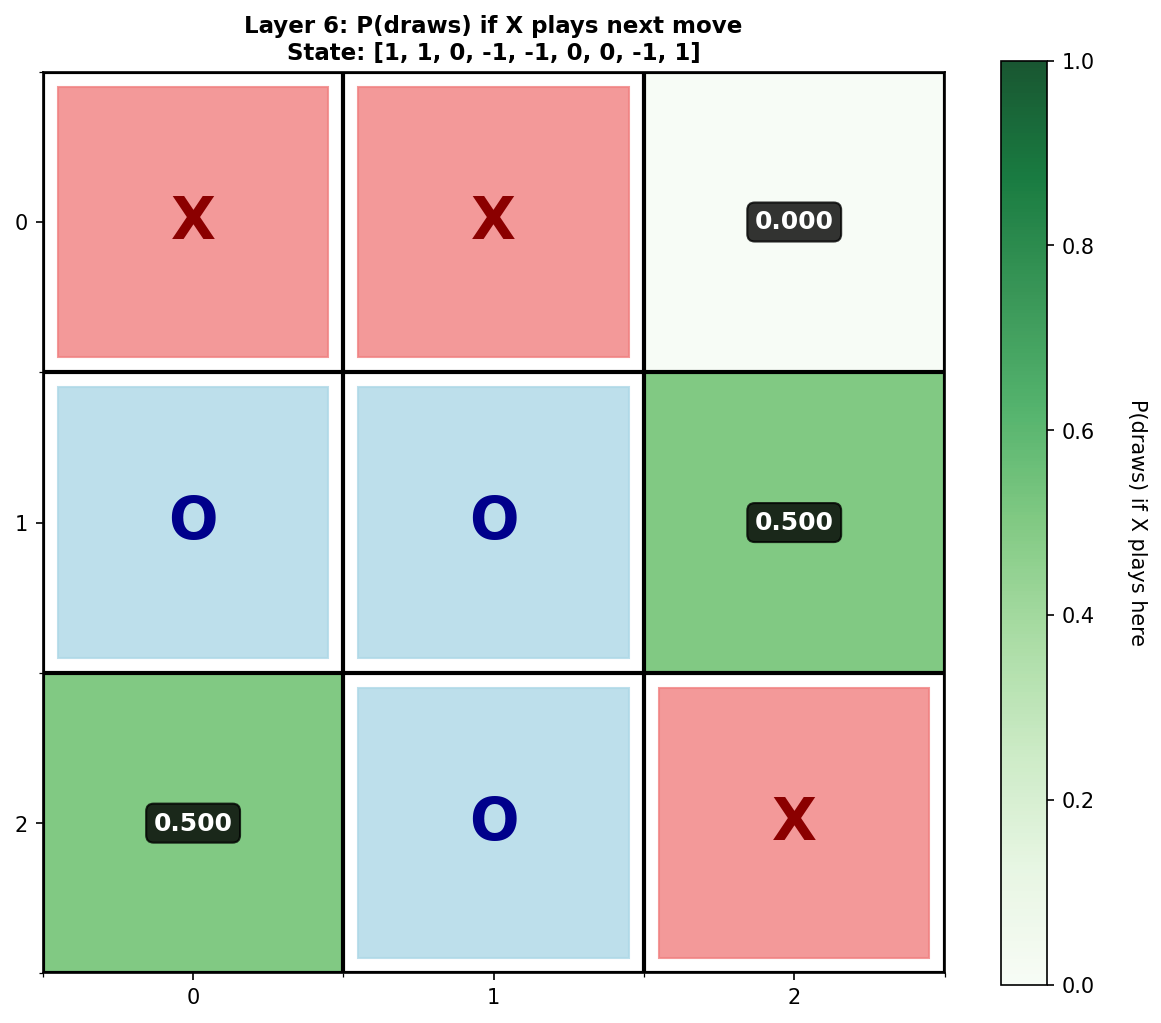 Layer 6: P(draws) if X plays next move
State: [1, 1, 0, -1, -1, 0, 0, -1, 1]
0
X
X
0.000
1
O
O
0.500
2
0.500
O
X
0
1
2
1.0
0.8
0.6
0.4
0.2
0.0
P(draws) if X plays here